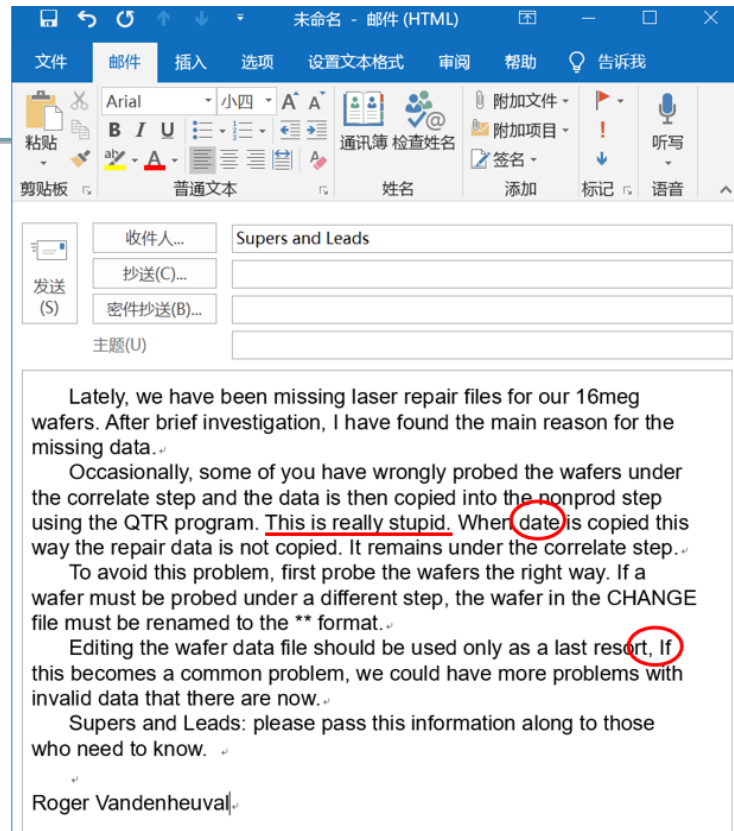 未命名 - 邮件 (HTML)
文件 邮件 插入 选项 设置文本格式 审阅 帮助 告诉我
Arial 小四 A A 附加文件
B I U 附加项目 !
粘贴 通讯簿 检查姓名 听写
aby A 签名
剪贴板 普通文本 姓名 添加 标记 语音
收件人... Supers and Leads
抄送(C)...
发送
(S)
密件抄送(B)...
主题(U)
Lately, we have been missing laser repair files for our 16meg
wafers. After brief investigation, I have found the main reason for the
missing data.
Occasionally, some of you have wrongly probed the wafers under
the correlate step and the data is then copied into the nonprod step
using the QTR program. This is really stupid. When date is copied this
way the repair data is not copied. It remains under the correlate step.
To avoid this problem, first probe the wafers the right way. If a
wafer must be probed under a different step, the wafer in the CHANGE
file must be renamed to the ** format.
Editing the wafer data file should be used only as a last resort, If
this becomes a common problem, we could have more problems with
invalid data that there are now.
Supers and Leads: please pass this information along to those
who need to know.
Roger Vandenheuval